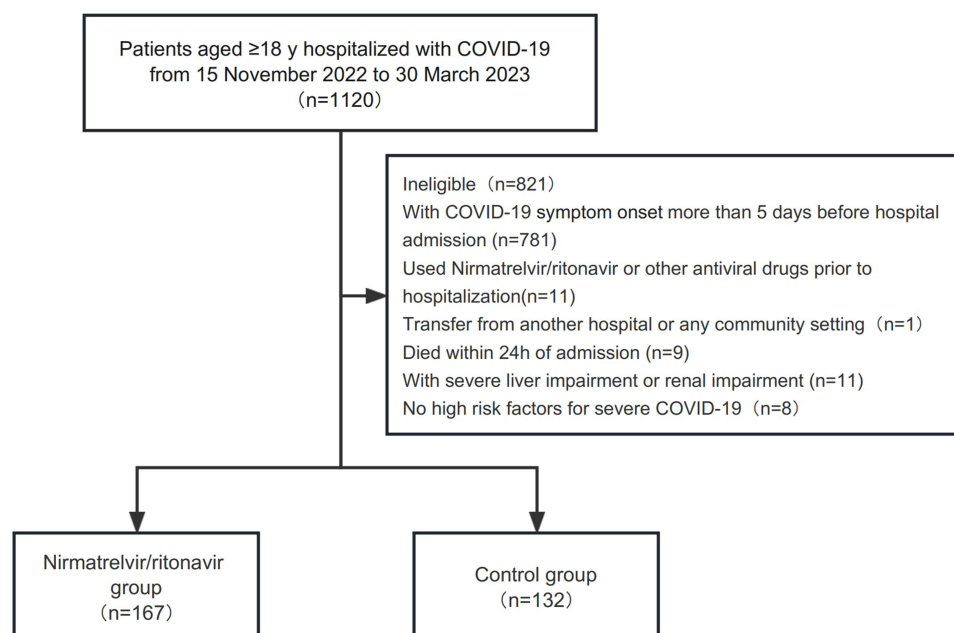 Patients aged ≥18 y hospitalized with COVID-19
from 15 November 2022 to 30 March 2023
（n=1120）
Ineligible（n=821）
With COVID-19 symptom onset more than 5 days before hospital
admission (n=781)
Used Nirmatrelvir/ritonavir or other antiviral drugs prior to
hospitalization(n=11)
Transfer from another hospital or any community setting（n=1）
Died within 24h of admission (n=9)
With severe liver impairment or renal impairment (n=11)
No high risk factors for severe COVID-19（n=8）
Nirmatrelvir/ritonavir
group
（n=167）
Control group
（n=132）